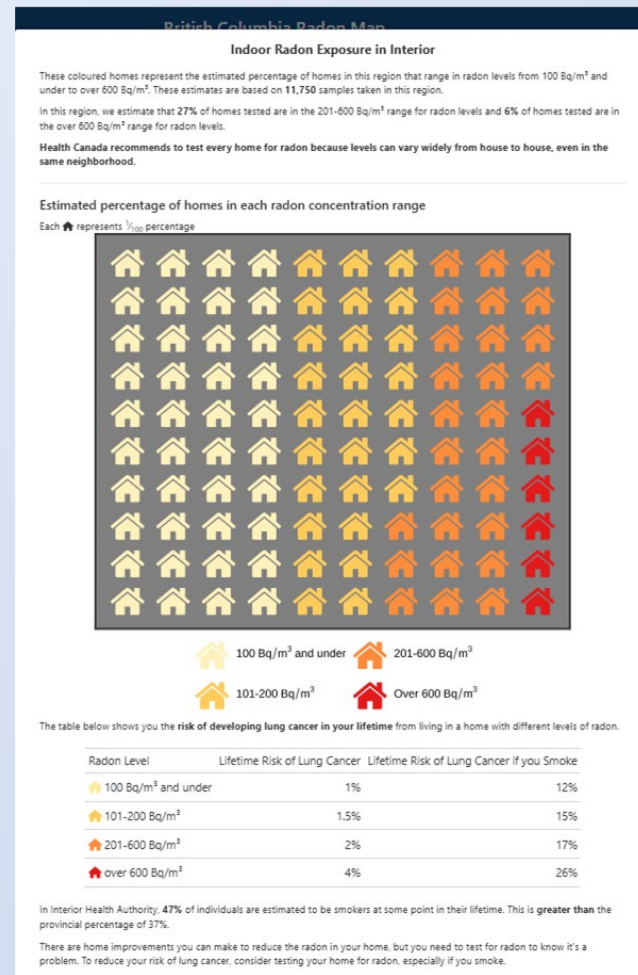 British Columbia Radon Map
Indoor Radon Exposure in Interior
These coloured homes represent the estimated percentage of homes in this region that range in radon levels from 100 Bq/m³ and
under to over 600 Bq/m³. These estimates are based on 11,750 samples taken in this region.
In this region, we estimate that 27% of homes tested are in the 201-600 Bq/m³ range for radon levels and 6% of homes tested are in
the over 600 Bq/m³ range for radon levels.
Health Canada recommends to test every home for radon because levels can vary widely from house to house, even in the
same neighborhood.
Estimated percentage of homes in each radon concentration range
Each represents 1/100 percentage
100 Bq/m³ and under 201-600 Bq/m³
101-200 Bq/m³ Over 600 Bq/m³
The table below shows you the risk of developing lung cancer in your lifetime from living in a home with different levels of radon.
Radon Level Lifetime Risk of Lung Cancer Lifetime Risk of Lung Cancer if you Smoke
100 Bq/m³ and under 1% 12%
101-200 Bq/m³ 1.5% 15%
201-600 Bq/m³ 2% 17%
over 600 Bq/m³ 4% 26%
In Interior Health Authority, 47% of individuals are estimated to be smokers at some point in their lifetime. This is greater than the
provincial percentage of 37%.
There are home improvements you can make to reduce the radon in your home, but you need to test for radon to know it's a
problem. To reduce your risk of lung cancer, consider testing your home for radon, especially if you smoke.